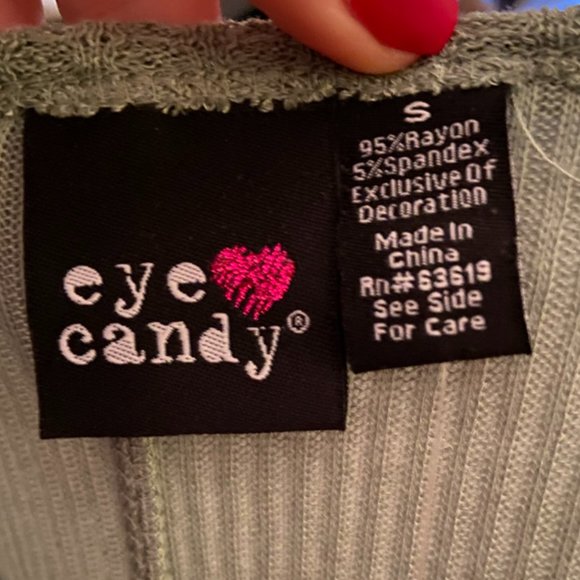 eye
candy®
S
95%Rayon
5%Spandex
Exclusive Of
Decoration
Made In
China
Rn#63619
See Side
For Care